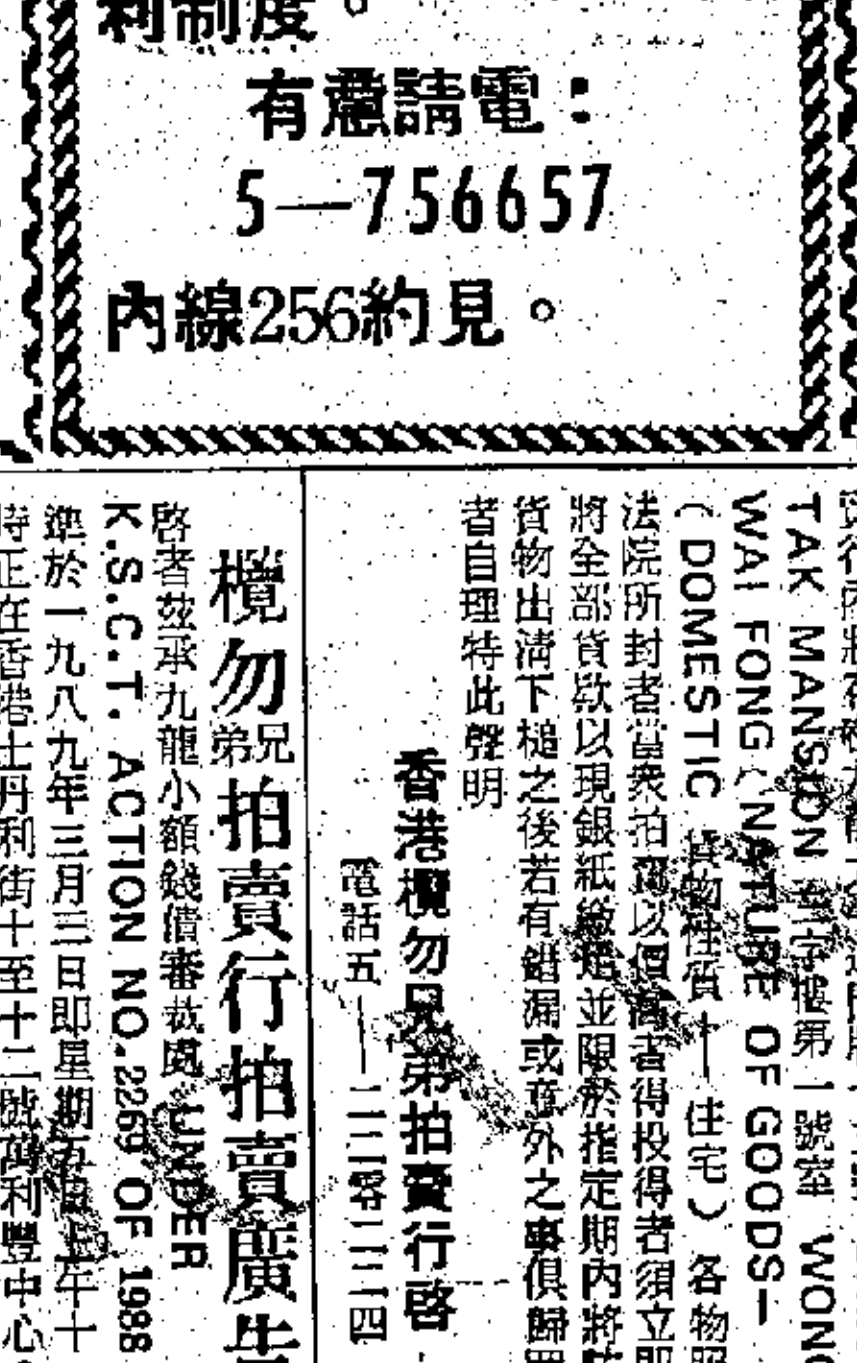 利制度。
有意請電：
5—756657
內線256約見。
TAK MANSION 字樓第一號室 WONG
WAI FONG (NATURE OF GOODS—
(DOMESTIC 貨物性質——住宅) 各物照
法院所封者當衆拍賣以價高者得投得者須立即
將全部貨欵以現銀紙繳足並限於指定期內將
貨物出淸下槌之後若有錯漏或意外之事俱歸買
者自理特此聲明
香港欖勿兄弟拍賣行啓
電話五—二二零二二四
欖勿兄弟拍賣行拍賣廣告
啓者茲承九龍小額錢債審裁處 UNDER
K.S.C.T. ACTION NO. 2269 OF 1988
準於一九八九年三月三日即星期五日上午十
時正在香港士丹利街十至十二號萬利豐中心